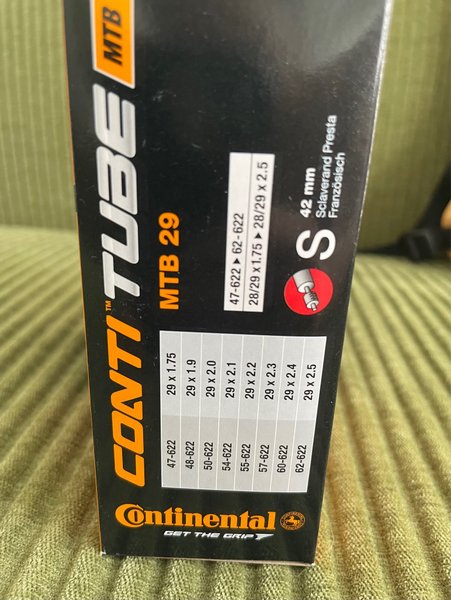 CONTI™ TUBE MTB
MTB 29
47-622 ▸ 62-622
28/29 x 1.75 ▸ 28/29 x 2.5
S
42 mm
Sclaverand Presta
Französisch
47-622 29 x 1.75
48-622 29 x 1.9
50-622 29 x 2.0
54-622 29 x 2.1
55-622 29 x 2.2
57-622 29 x 2.3
60-622 29 x 2.4
62-622 29 x 2.5
Continental
GET THE GRIP